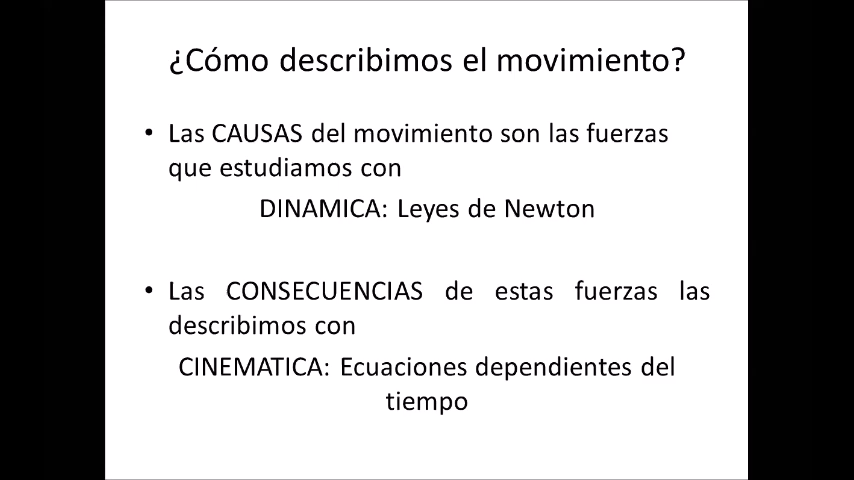 ¿Cómo describimos el movimiento?
• Las CAUSAS del movimiento son las fuerzas
que estudiamos con
DINAMICA: Leyes de Newton
• Las CONSECUENCIAS de estas fuerzas las
describimos con
CINEMATICA: Ecuaciones dependientes del
tiempo